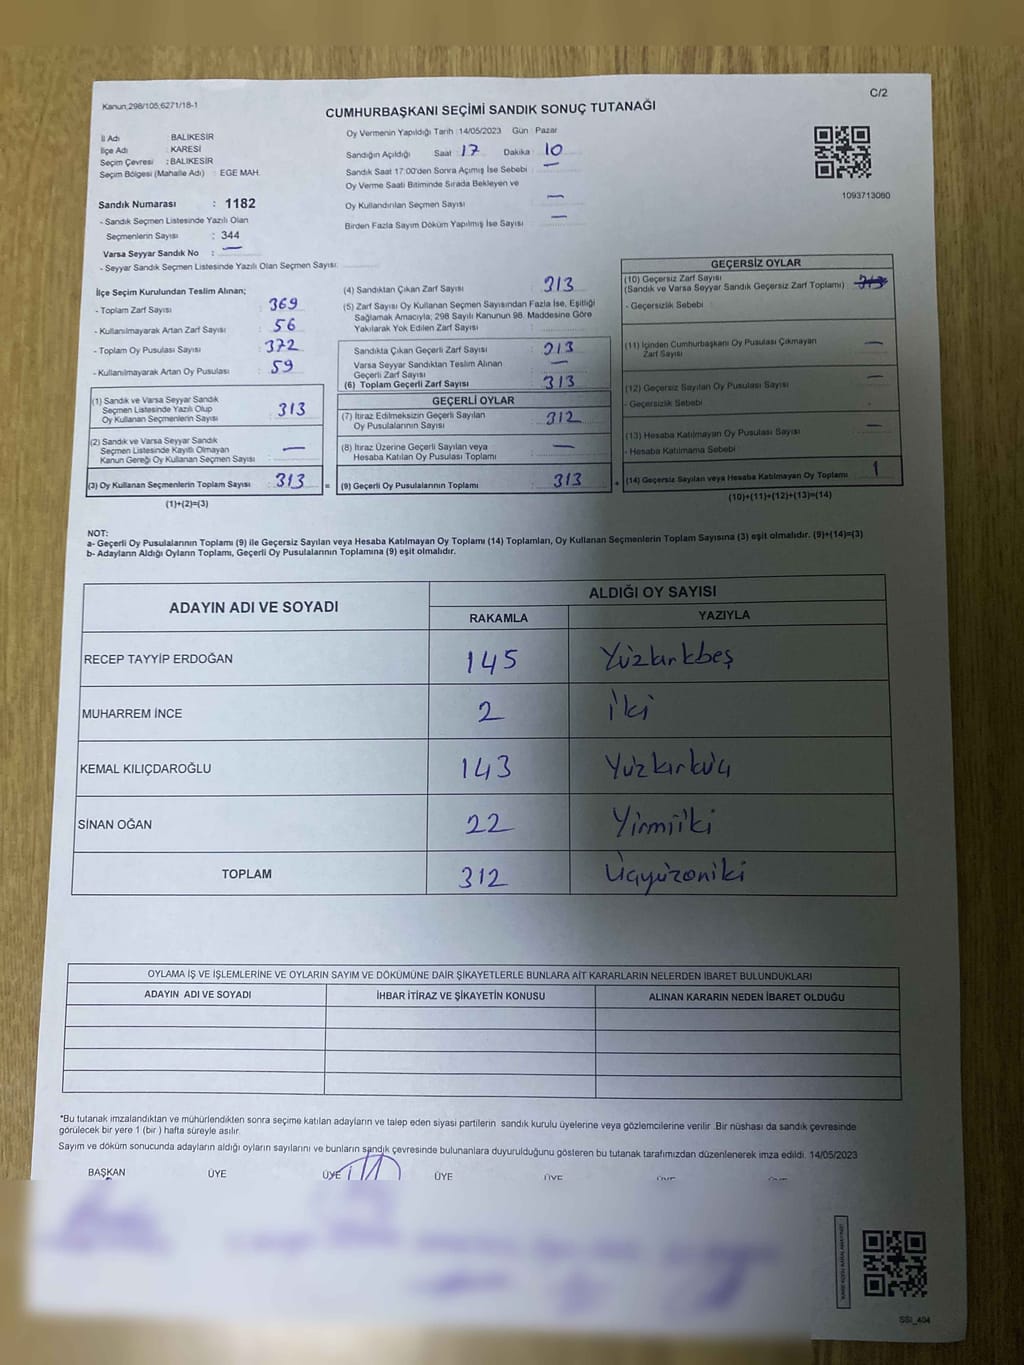 Kanun:298/105;6271/18-1
C/2
CUMHURBAŞKANI SEÇİMİ SANDIK SONUÇ TUTANAĞI
İl Adı BALIKESİR
İlçe Adı : KARESİ
Seçim Çevresi : BALIKESİR
Seçim Bölgesi (Mahalle Adı) : EGE MAH.
Sandık Numarası : 1182
- Sandık Seçmen Listesinde Yazılı Olan
Seçmenlerin Sayısı : 344
Varsa Seyyar Sandık No : —
- Seyyar Sandık Seçmen Listesinde Yazılı Olan Seçmen Sayısı:
Oy Vermenin Yapıldığı Tarih :14/05/2023 Gün : Pazar
Sandığın Açıldığı Saat : 17 Dakika : 10
Sandık Saat 17:00'den Sonra Açımış İse Sebebi : —
Oy Verme Saati Bitiminde Sırada Bekleyen ve
Oy Kullandırılan Seçmen Sayısı : —
Birden Fazla Sayım Döküm Yapılmış İse Sayısı : —
1093713080
İlçe Seçim Kurulundan Teslim Alınan;
- Toplam Zarf Sayısı : 369
- Kullanılmayarak Artan Zarf Sayısı : 56
- Toplam Oy Pusulası Sayısı : 372
- Kullanılmayarak Artan Oy Pusulası : 59
(1) Sandık ve Varsa Seyyar Sandık
Seçmen Listesinde Yazılı Olup
Oy Kullanan Seçmenlerin Sayısı : 313
(2) Sandık ve Varsa Seyyar Sandık
Seçmen Listesinde Kayıtlı Olmayan
Kanun Gereği Oy Kullanan Seçmen Sayısı : —
(3) Oy Kullanan Seçmenlerin Toplam Sayısı : 313
(1)+(2)=(3)
(4) Sandıktan Çıkan Zarf Sayısı : 313
(5) Zarf Sayısı Oy Kullanan Seçmen Sayısından Fazla İse, Eşitliği
Sağlamak Amacıyla; 298 Sayılı Kanunun 98. Maddesine Göre
Yakılarak Yok Edilen Zarf Sayısı :
Sandıkta Çıkan Geçerli Zarf Sayısı : 313
Varsa Seyyar Sandıktan Teslim Alınan
Geçerli Zarf Sayısı : —
(6) Toplam Geçerli Zarf Sayısı : 313
GEÇERLİ OYLAR
(7) İtiraz Edilmeksizin Geçerli Sayılan
Oy Pusulalarının Sayısı : 312
(8) İtiraz Üzerine Geçerli Sayılan veya
Hesaba Katılan Oy Pusulası Toplamı : —
= (9) Geçerli Oy Pusulalarının Toplamı : 313
GEÇERSİZ OYLAR
(10) Geçersiz Zarf Sayısı
(Sandık ve Varsa Seyyar Sandık Geçersiz Zarf Toplamı) : 313
- Geçersizlik Sebebi
(11) İçinden Cumhurbaşkanı Oy Pusulası Çıkmayan
Zarf Sayısı : —
(12) Geçersiz Sayılan Oy Pusulası Sayısı : —
- Geçersizlik Sebebi :
(13) Hesaba Katılmayan Oy Pusulası Sayısı : —
- Hesaba Katılmama Sebebi :
+ (14) Geçersiz Sayılan veya Hesaba Katılmayan Oy Toplamı : 1
(10)+(11)+(12)+(13)=(14)
NOT:
a- Geçerli Oy Pusulalarının Toplamı (9) ile Geçersiz Sayılan veya Hesaba Katılmayan Oy Toplamı (14) Toplamları, Oy Kullanan Seçmenlerin Toplam Sayısına (3) eşit olmalıdır. (9)+(14)=(3)
b- Adayların Aldığı Oyların Toplamı, Geçerli Oy Pusulalarının Toplamına (9) eşit olmalıdır.
ADAYIN ADI VE SOYADI ALDIĞI OY SAYISI
RAKAMLA YAZIYLA
RECEP TAYYİP ERDOĞAN 145 Yüzkırkbeş
MUHARREM İNCE 2 iki
KEMAL KILIÇDAROĞLU 143 Yüzkırküç
SİNAN OĞAN 22 Yirmiiki
TOPLAM 312 Üçyüzoniki
OYLAMA İŞ VE İŞLEMLERİNE VE OYLARIN SAYIM VE DÖKÜMÜNE DAİR ŞİKAYETLERLE BUNLARA AİT KARARLARIN NELERDEN İBARET BULUNDUKLARI
ADAYIN ADI VE SOYADI İHBAR İTİRAZ VE ŞİKAYETİN KONUSU ALINAN KARARIN NEDEN İBARET OLDUĞU
*Bu tutanak imzalandıktan ve mühürlendikten sonra seçime katılan adayların ve talep eden siyasi partilerin sandık kurulu üyelerine veya gözlemcilerine verilir .Bir nüshası da sandık çevresinde
görülecek bir yere 1 (bir ) hafta süreyle asılır.
Sayım ve döküm sonucunda adayların aldığı oyların sayılarını ve bunların sandık çevresinde bulunanlara duyurulduğunu gösteren bu tutanak tarafımızdan düzenlenerek imza edildi. 14/05/2023
BAŞKAN ÜYE ÜYE ÜYE ÜYE
SSI_404